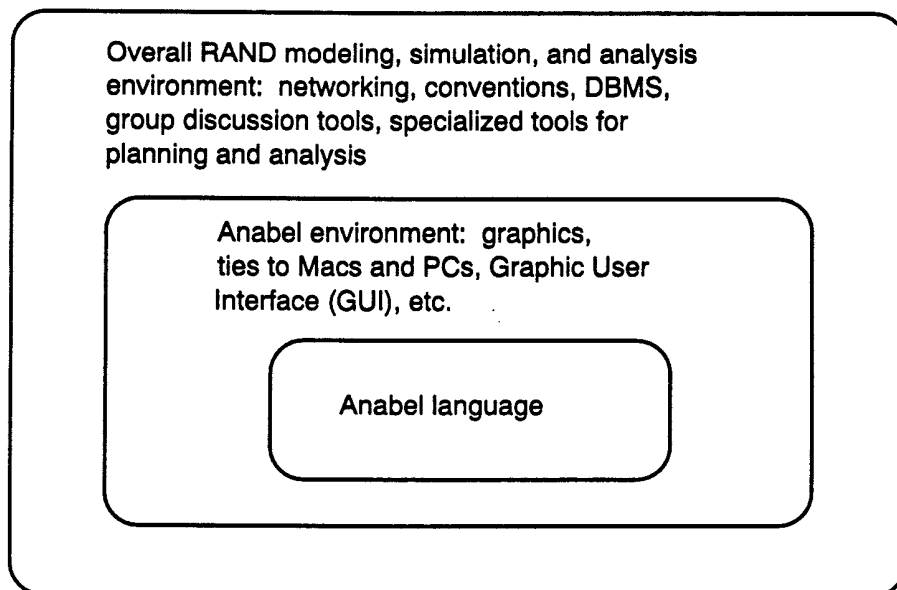 Overall RAND modeling, simulation, and analysis
environment: networking, conventions, DBMS,
group discussion tools, specialized tools for
planning and analysis
Anabel environment: graphics,
ties to Macs and PCs, Graphic User
Interface (GUI), etc.
Anabel language